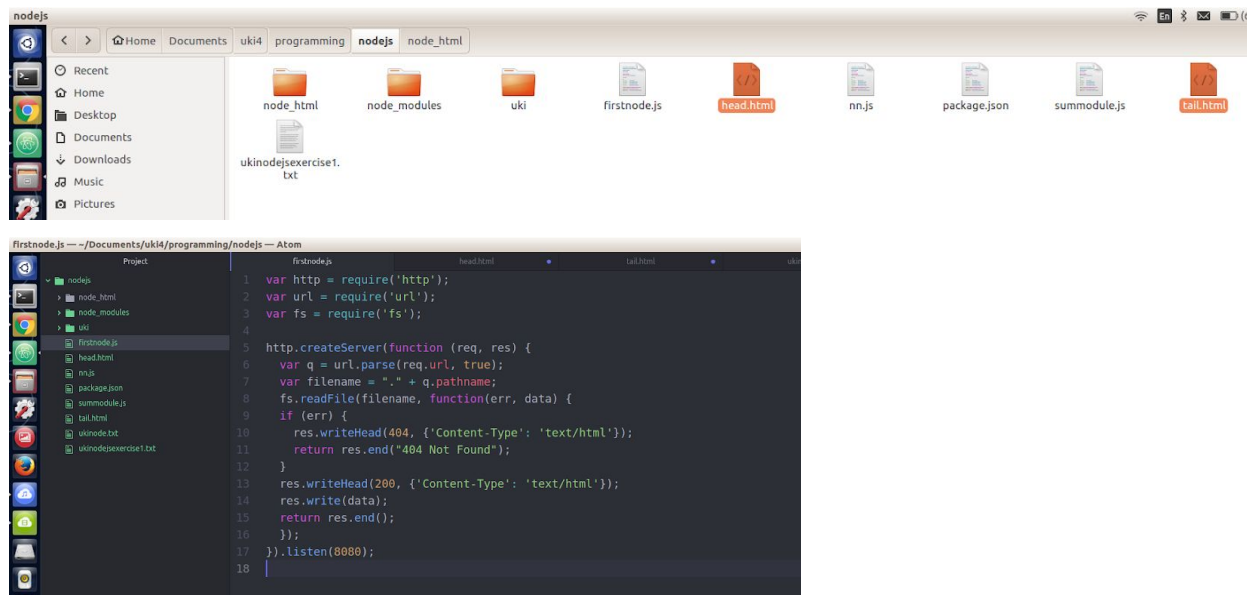 nodejs
En
Home Documents uki4 programming nodejs node_html
Recent
Home
Desktop
Documents
Downloads
Music
Pictures
node_html node_modules uki firstnode.js head.html nn.js package.json summodule.js tail.html
ukinodejsexercise1.
txt
firstnode.js — ~/Documents/uki4/programming/nodejs — Atom
Project
nodejs
node_html
node_modules
uki
firstnode.js
head.html
nn.js
package.json
summodule.js
tail.html
ukinode.txt
ukinodejsexercise1.txt
firstnode.js head.html tail.html
1 var http = require('http');
2 var url = require('url');
3 var fs = require('fs');
4
5 http.createServer(function (req, res) {
6 var q = url.parse(req.url, true);
7 var filename = "." + q.pathname;
8 fs.readFile(filename, function(err, data) {
9 if (err) {
10 res.writeHead(404, {'Content-Type': 'text/html'});
11 return res.end("404 Not Found");
12 }
13 res.writeHead(200, {'Content-Type': 'text/html'});
14 res.write(data);
15 return res.end();
16 });
17 }).listen(8080);
18